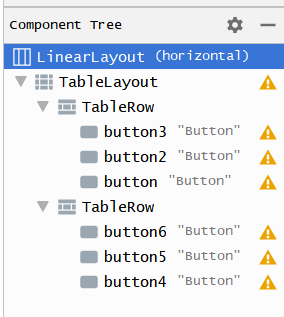 Component Tree
LinearLayout (horizontal)
TableLayout
TableRow
button3 "Button"
button2 "Button"
button "Button"
TableRow
button6 "Button"
button5 "Button"
button4 "Button"